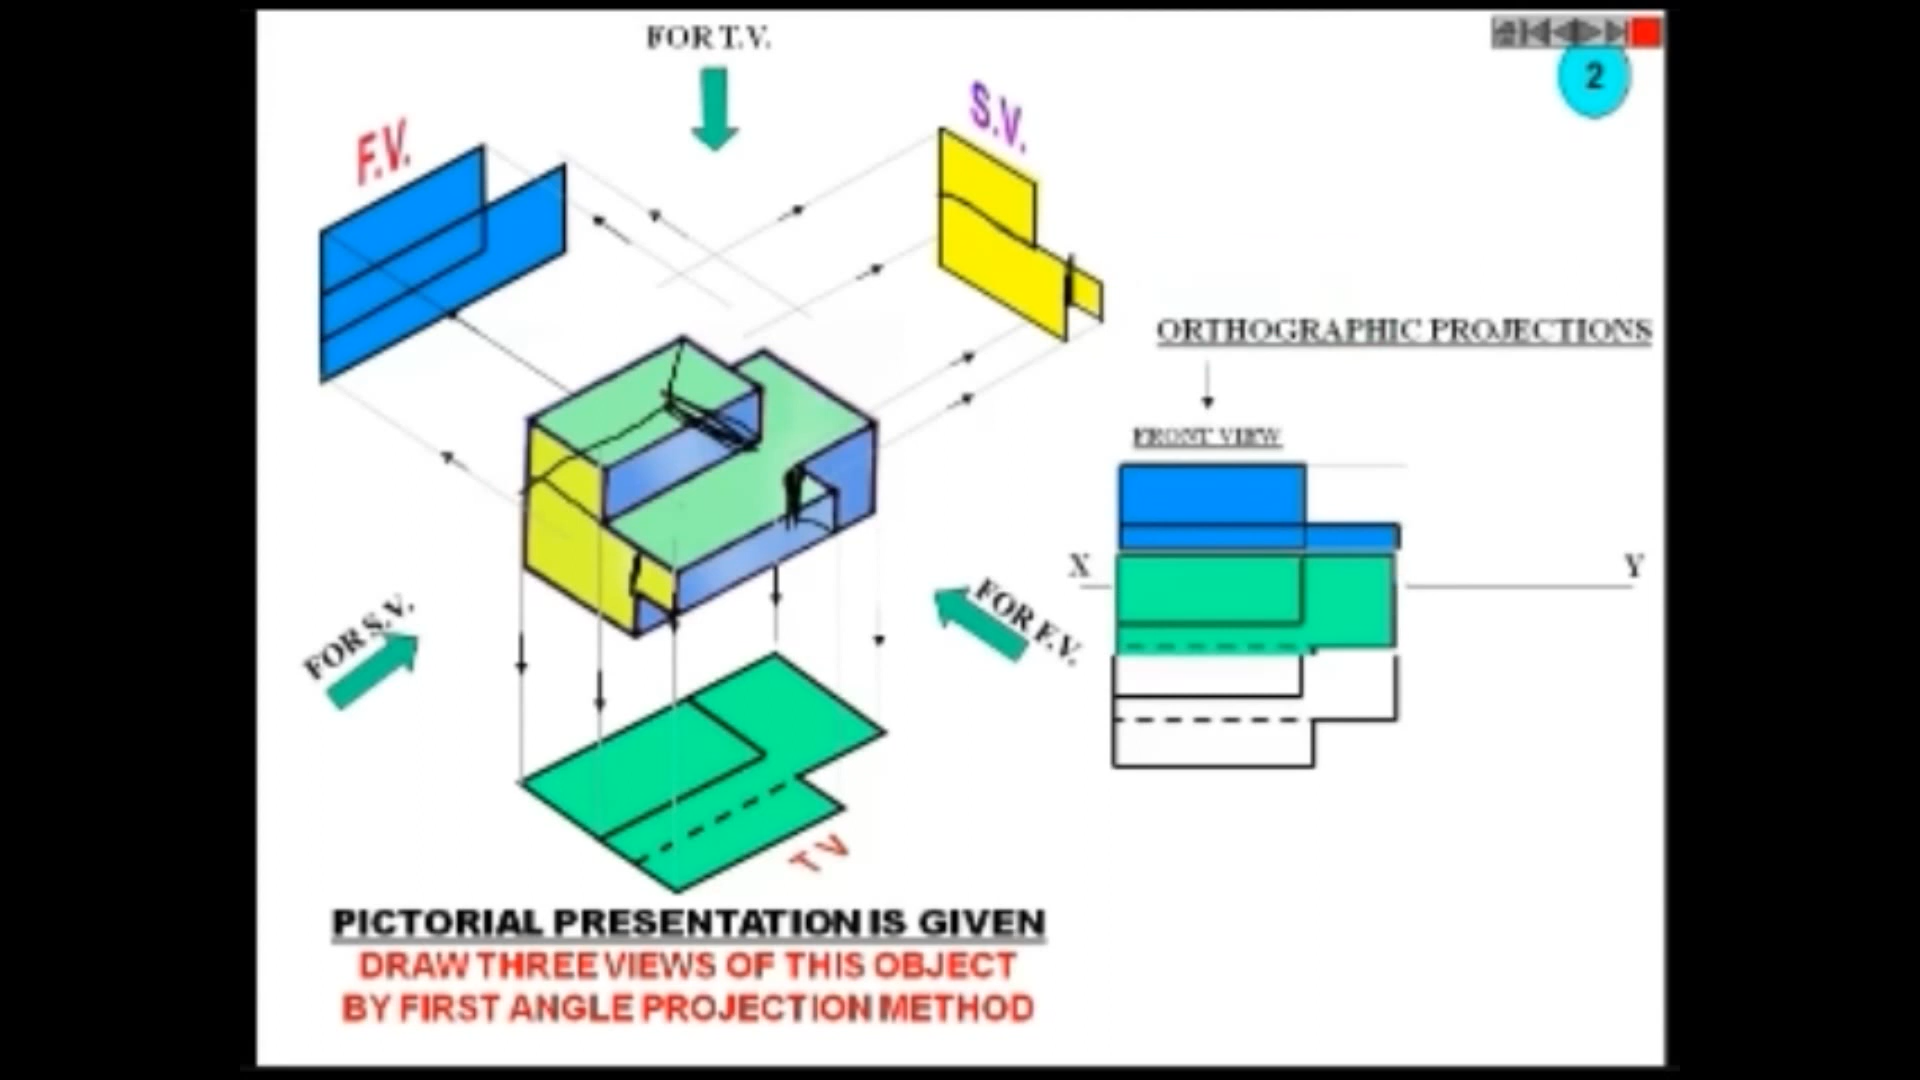 FOR T.V.
2
S.V.
F.V.
ORTHOGRAPHIC PROJECTIONS
FRONT VIEW
X
Y
FOR S.V.
FOR F.V.
T V
PICTORIAL PRESENTATION IS GIVEN
DRAW THREE VIEWS OF THIS OBJECT
BY FIRST ANGLE PROJECTION METHOD